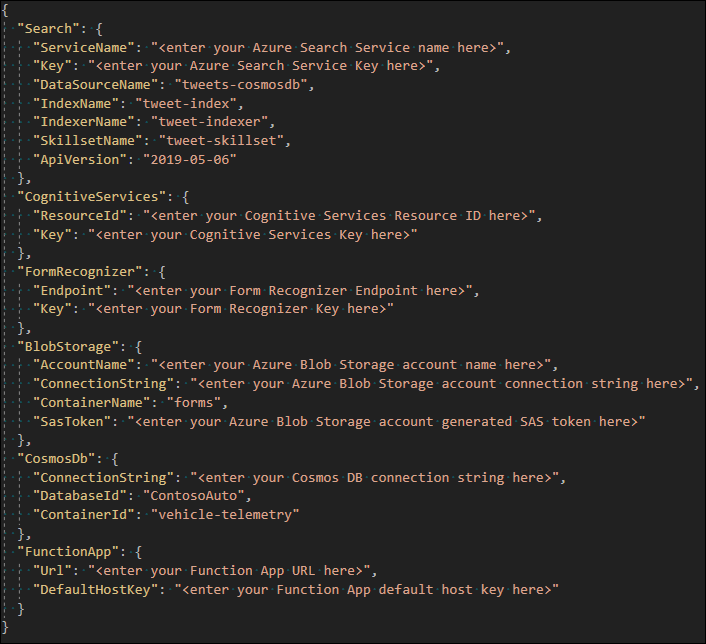 {
"Search": {
"ServiceName": "<enter your Azure Search Service name here>",
"Key": "<enter your Azure Search Service Key here>",
"DataSourceName": "tweets-cosmosdb",
"IndexName": "tweet-index",
"IndexerName": "tweet-indexer",
"SkillsetName": "tweet-skillset",
"ApiVersion": "2019-05-06"
},
"CognitiveServices": {
"ResourceId": "<enter your Cognitive Services Resource ID here>",
"Key": "<enter your Cognitive Services Key here>"
},
"FormRecognizer": {
"Endpoint": "<enter your Form Recognizer Endpoint here>",
"Key": "<enter your Form Recognizer Key here>"
},
"BlobStorage": {
"AccountName": "<enter your Azure Blob Storage account name here>",
"ConnectionString": "<enter your Azure Blob Storage account connection string here>",
"ContainerName": "forms",
"SasToken": "<enter your Azure Blob Storage account generated SAS token here>"
},
"CosmosDb": {
"ConnectionString": "<enter your Cosmos DB connection string here>",
"DatabaseId": "ContosoAuto",
"ContainerId": "vehicle-telemetry"
},
"FunctionApp": {
"Url": "<enter your Function App URL here>",
"DefaultHostKey": "<enter your Function App default host key here>"
}
}